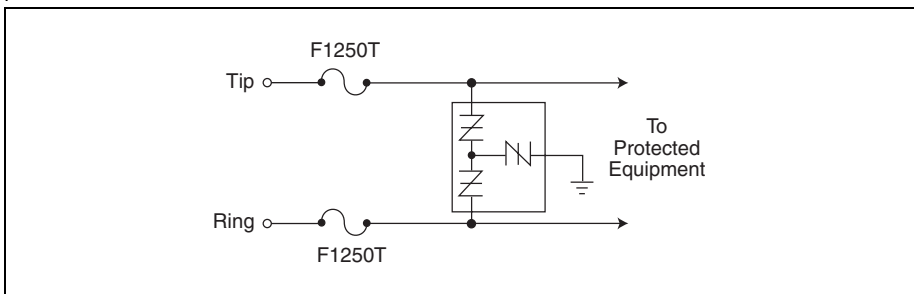 F1250T
Tip
To
Protected
Equipment
Ring
F1250T